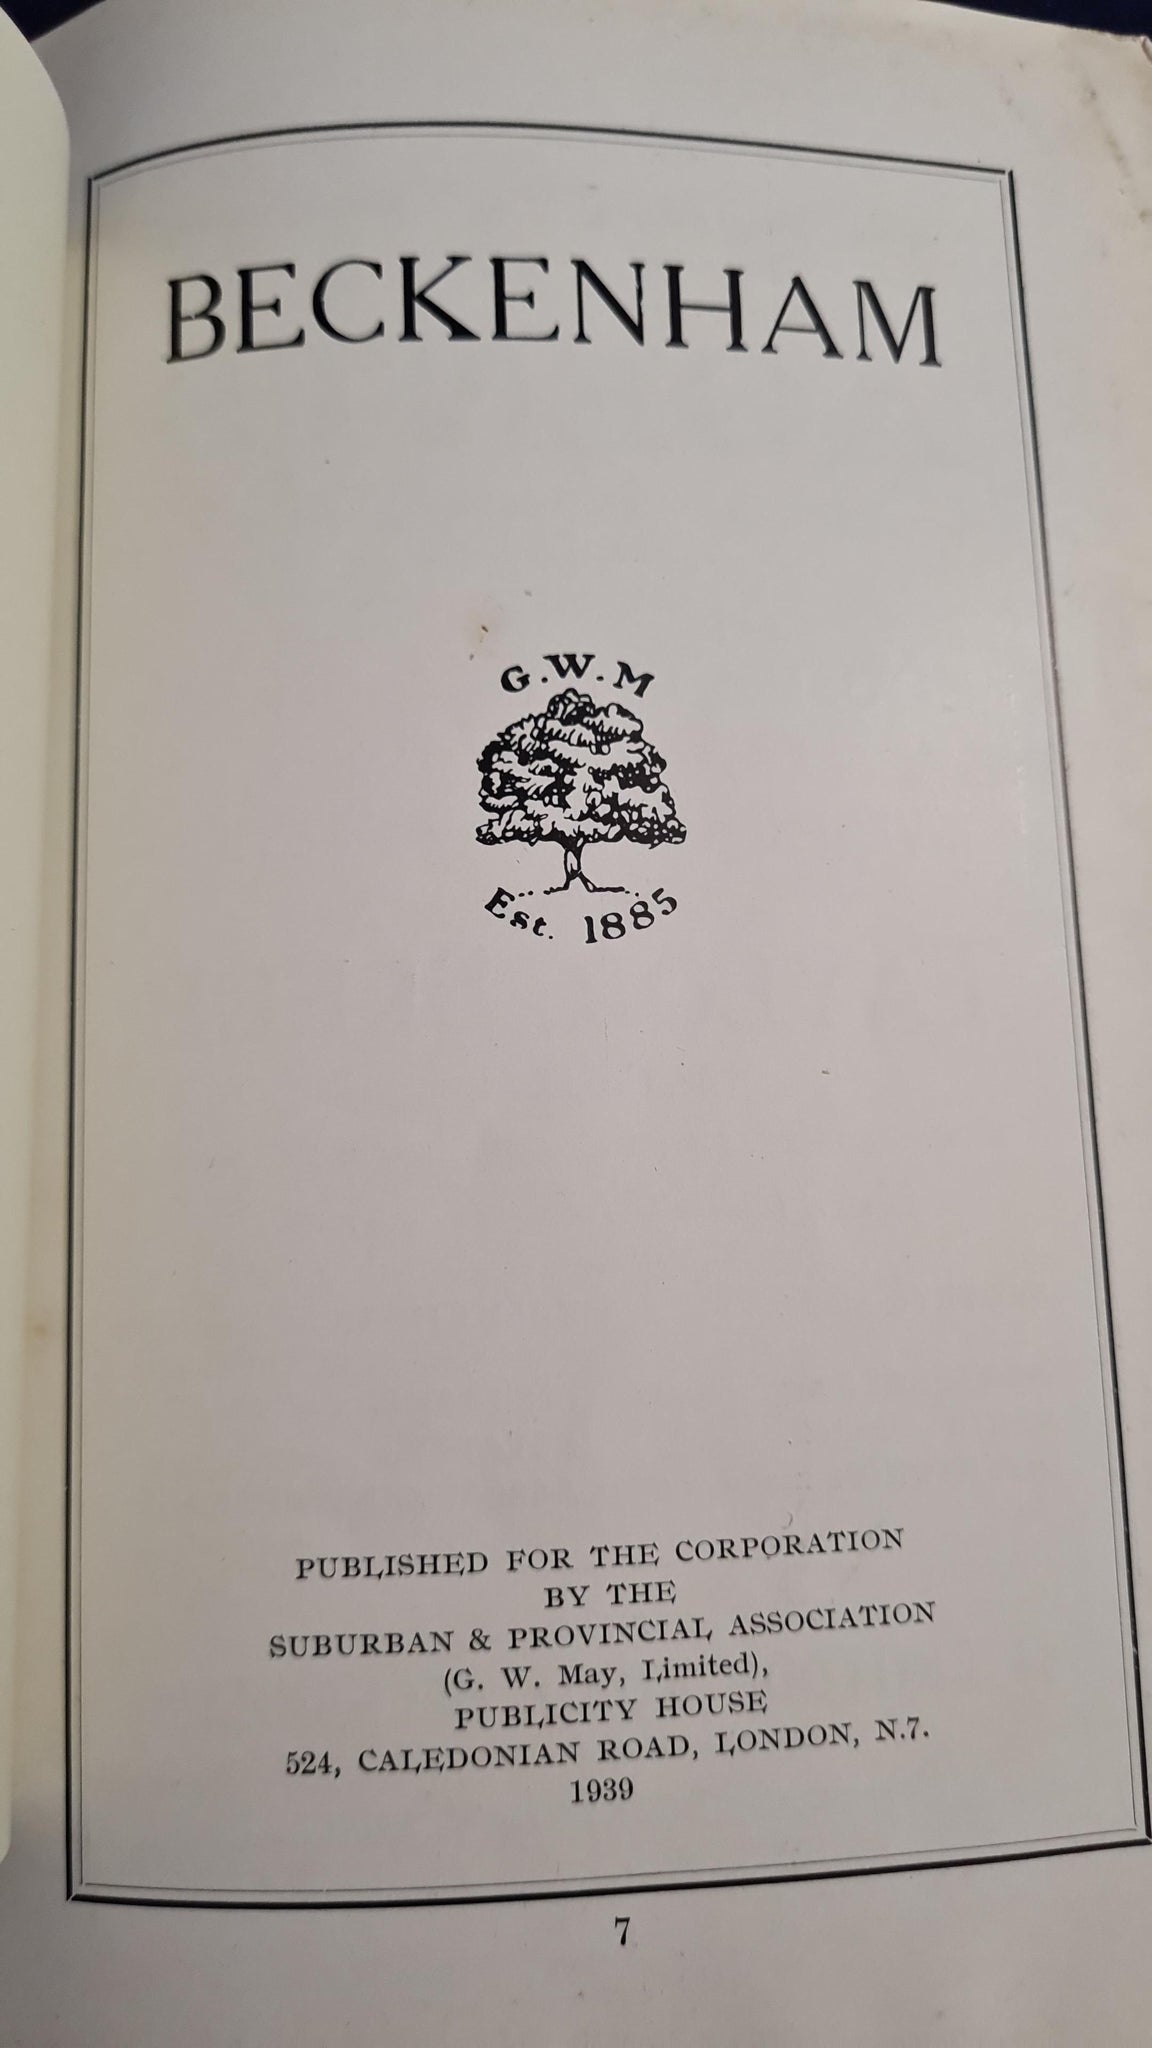 BECKENHAM
G.W.M
Est. 1885
PUBLISHED FOR THE CORPORATION
BY THE
SUBURBAN & PROVINCIAL ASSOCIATION
(G. W. May, Limited),
PUBLICITY HOUSE
524, CALEDONIAN ROAD, LONDON, N.7.
1939
7